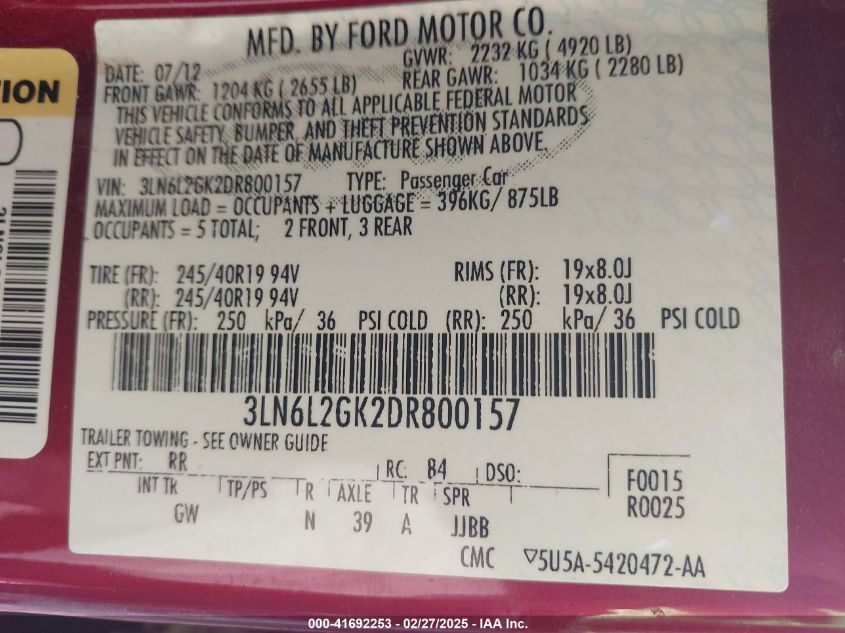 MFD. BY FORD MOTOR CO.
DATE: 07/12 GVWR: 2232 KG ( 4920 LB)
FRONT GAWR: 1204 KG ( 2655 LB) REAR GAWR: 1034 KG ( 2280 LB)
THIS VEHICLE CONFORMS TO ALL APPLICABLE FEDERAL MOTOR
VEHICLE SAFETY, BUMPER, AND THEFT PREVENTION STANDARDS
IN EFFECT ON THE DATE OF MANUFACTURE SHOWN ABOVE.
VIN: 3LN6L2GK2DR800157 TYPE: Passenger Car
MAXIMUM LOAD = OCCUPANTS + LUGGAGE = 396KG/ 875LB
OCCUPANTS = 5 TOTAL; 2 FRONT, 3 REAR
TIRE (FR): 245/40R19 94V RIMS (FR): 19x8.0J
(RR): 245/40R19 94V (RR): 19x8.0J
PRESSURE (FR): 250 kPa/ 36 PSI COLD (RR): 250 kPa/ 36 PSI COLD
3LN6L2GK2DR800157
TRAILER TOWING - SEE OWNER GUIDE
EXT PNT: RR RC: 84 DSO:
INT TK TP/PS R AXLE TR SPR
GW N 39 A JJBB
F0015
R0025
CMC ▽5U5A-5420472-AA
TION
000-41692253 - 02/27/2025 - IAA Inc.